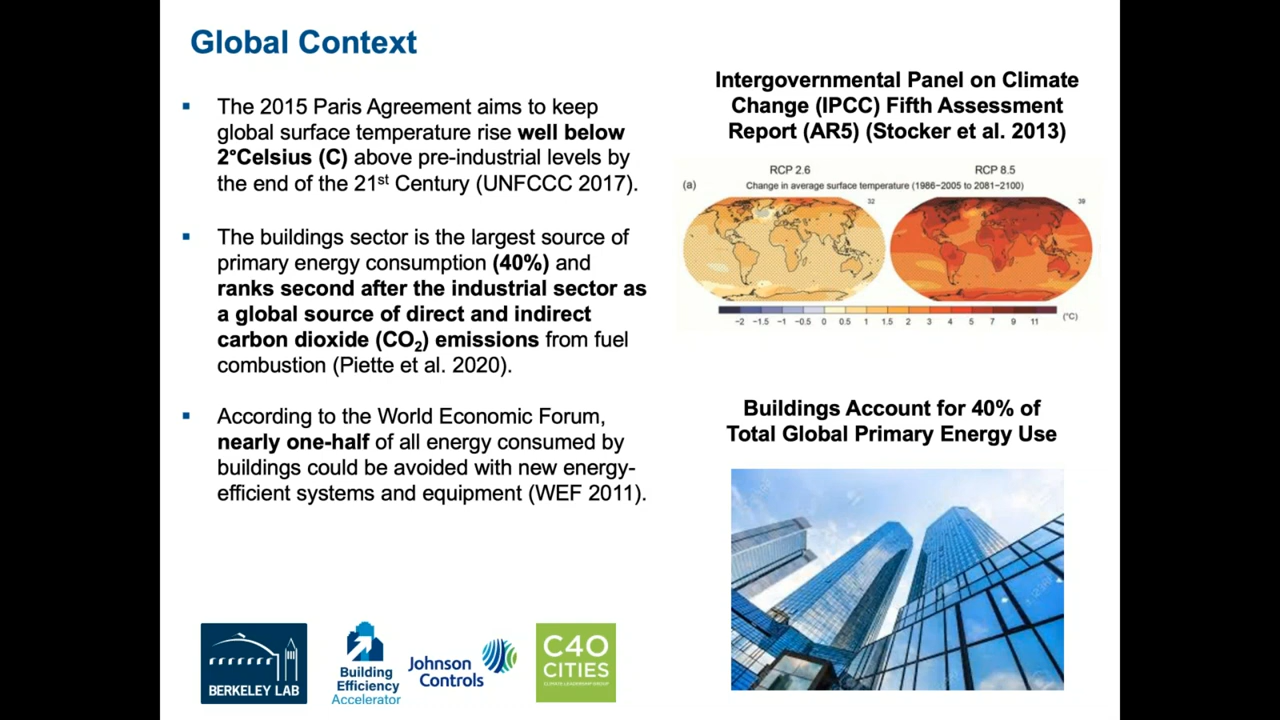 Global Context
▪ The 2015 Paris Agreement aims to keep
global surface temperature rise well below
2°Celsius (C) above pre-industrial levels by
the end of the 21st Century (UNFCCC 2017).
▪ The buildings sector is the largest source of
primary energy consumption (40%) and
ranks second after the industrial sector as
a global source of direct and indirect
carbon dioxide (CO₂) emissions from fuel
combustion (Piette et al. 2020).
▪ According to the World Economic Forum,
nearly one-half of all energy consumed by
buildings could be avoided with new energy-
efficient systems and equipment (WEF 2011).
Intergovernmental Panel on Climate
Change (IPCC) Fifth Assessment
Report (AR5) (Stocker et al. 2013)
RCP 2.6 RCP 8.5
(a) Change in average surface temperature (1986−2005 to 2081−2100)
32 39
−2 −1.5 −1 −0.5 0 0.5 1 1.5 2 3 4 5 7 9 11 (°C)
Buildings Account for 40% of
Total Global Primary Energy Use
BERKELEY LAB
Building
Efficiency
Accelerator
Johnson
Controls
C40
CITIES
CLIMATE LEADERSHIP GROUP